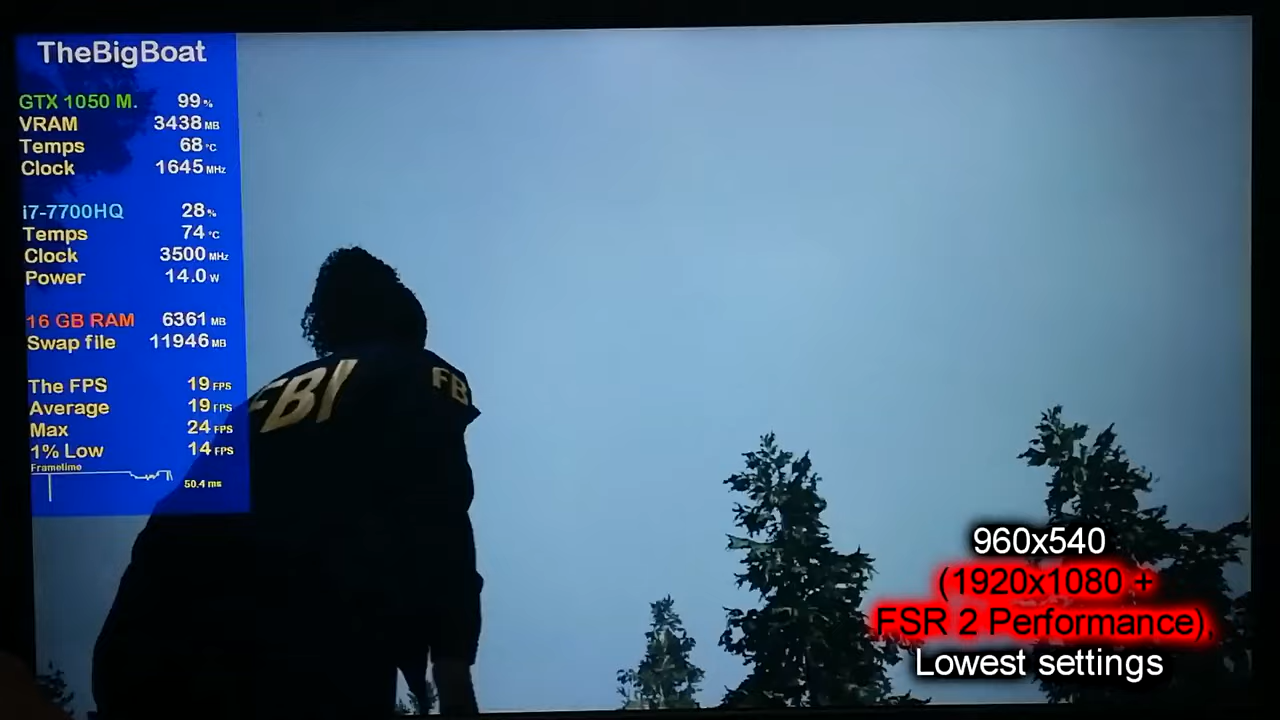 TheBigBoat
GTX 1050 M. 99 %
VRAM 3438 MB
Temps 68 °C
Clock 1645 MHz
i7-7700HQ 28 %
Temps 74 °C
Clock 3500 MHz
Power 14.0 W
16 GB RAM 6361 MB
Swap file 11946 MB
The FPS 19 FPS
Average 19 FPS
Max 24 FPS
1% Low 14 FPS
Frametime
50.4 ms
FBI
FB
960x540
(1920x1080 +
FSR 2 Performance),
Lowest settings